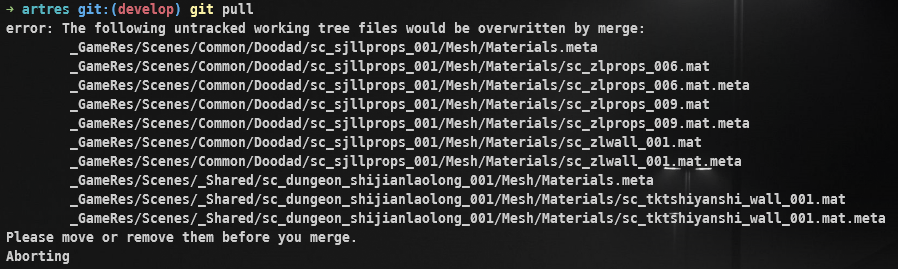 → artres git:(develop) git pull
error: The following untracked working tree files would be overwritten by merge:
_GameRes/Scenes/Common/Doodad/sc_sjllprops_001/Mesh/Materials.meta
_GameRes/Scenes/Common/Doodad/sc_sjllprops_001/Mesh/Materials/sc_zlprops_006.mat
_GameRes/Scenes/Common/Doodad/sc_sjllprops_001/Mesh/Materials/sc_zlprops_006.mat.meta
_GameRes/Scenes/Common/Doodad/sc_sjllprops_001/Mesh/Materials/sc_zlprops_009.mat
_GameRes/Scenes/Common/Doodad/sc_sjllprops_001/Mesh/Materials/sc_zlprops_009.mat.meta
_GameRes/Scenes/Common/Doodad/sc_sjllprops_001/Mesh/Materials/sc_zlwall_001.mat
_GameRes/Scenes/Common/Doodad/sc_sjllprops_001/Mesh/Materials/sc_zlwall_001.mat.meta
_GameRes/Scenes/_Shared/sc_dungeon_shijianlaolong_001/Mesh/Materials.meta
_GameRes/Scenes/_Shared/sc_dungeon_shijianlaolong_001/Mesh/Materials/sc_tktshiyanshi_wall_001.mat
_GameRes/Scenes/_Shared/sc_dungeon_shijianlaolong_001/Mesh/Materials/sc_tktshiyanshi_wall_001.mat.meta
Please move or remove them before you merge.
Aborting